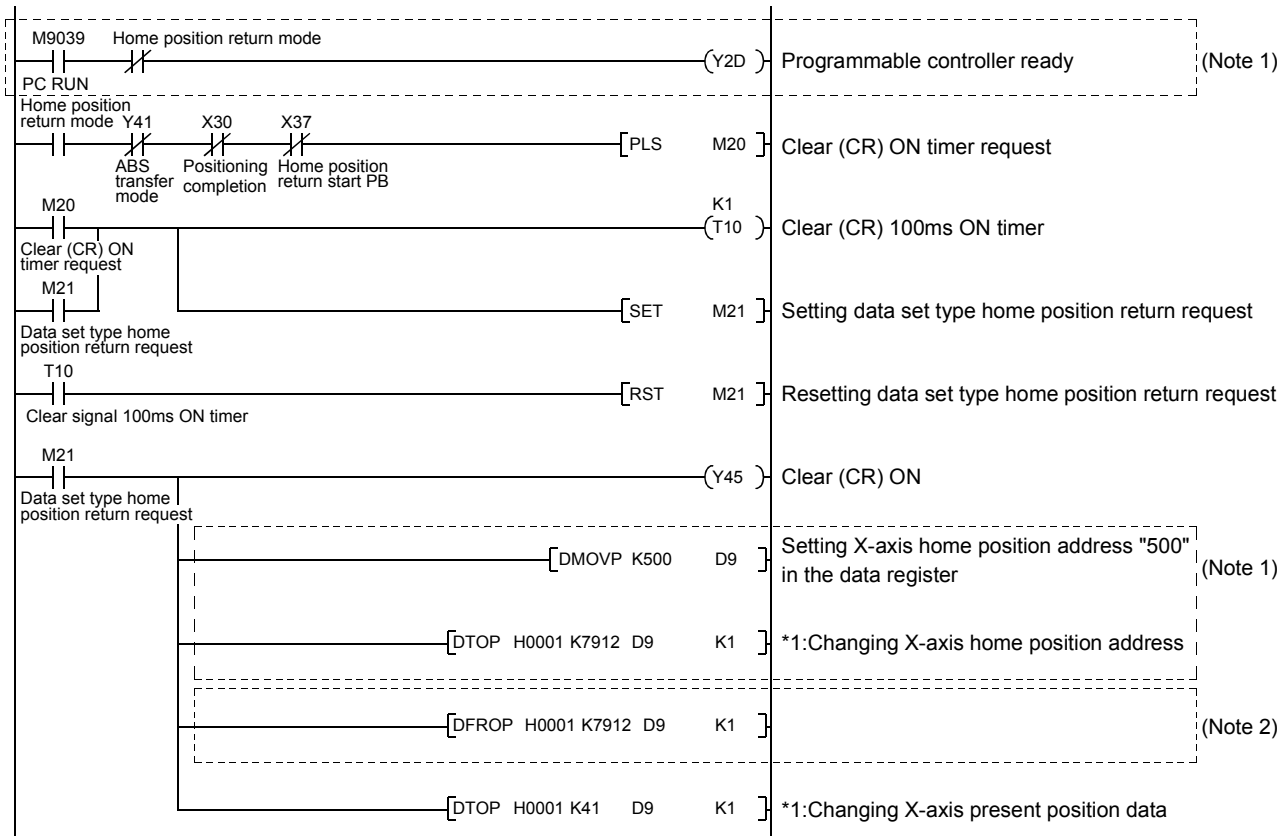 M9039 Home position return mode
Y2D Programmable controller ready (Note 1)
PC RUN
Home position
return mode Y41 X30 X37
PLS M20 Clear (CR) ON timer request
ABS
transfer
mode
Positioning
completion
Home position
return start PB
M20 K1
T10 Clear (CR) 100ms ON timer
Clear (CR) ON
timer request
M21
SET M21 Setting data set type home position return request
Data set type home
position return request
T10
RST M21 Resetting data set type home position return request
Clear signal 100ms ON timer
M21
Y45 Clear (CR) ON
Data set type home
position return request
DMOVP K500 D9 Setting X-axis home position address "500"
in the data register
(Note 1)
DTOP H0001 K7912 D9 K1 *1:Changing X-axis home position address
DFROP H0001 K7912 D9 K1 (Note 2)
DTOP H0001 K41 D9 K1 *1:Changing X-axis present position data